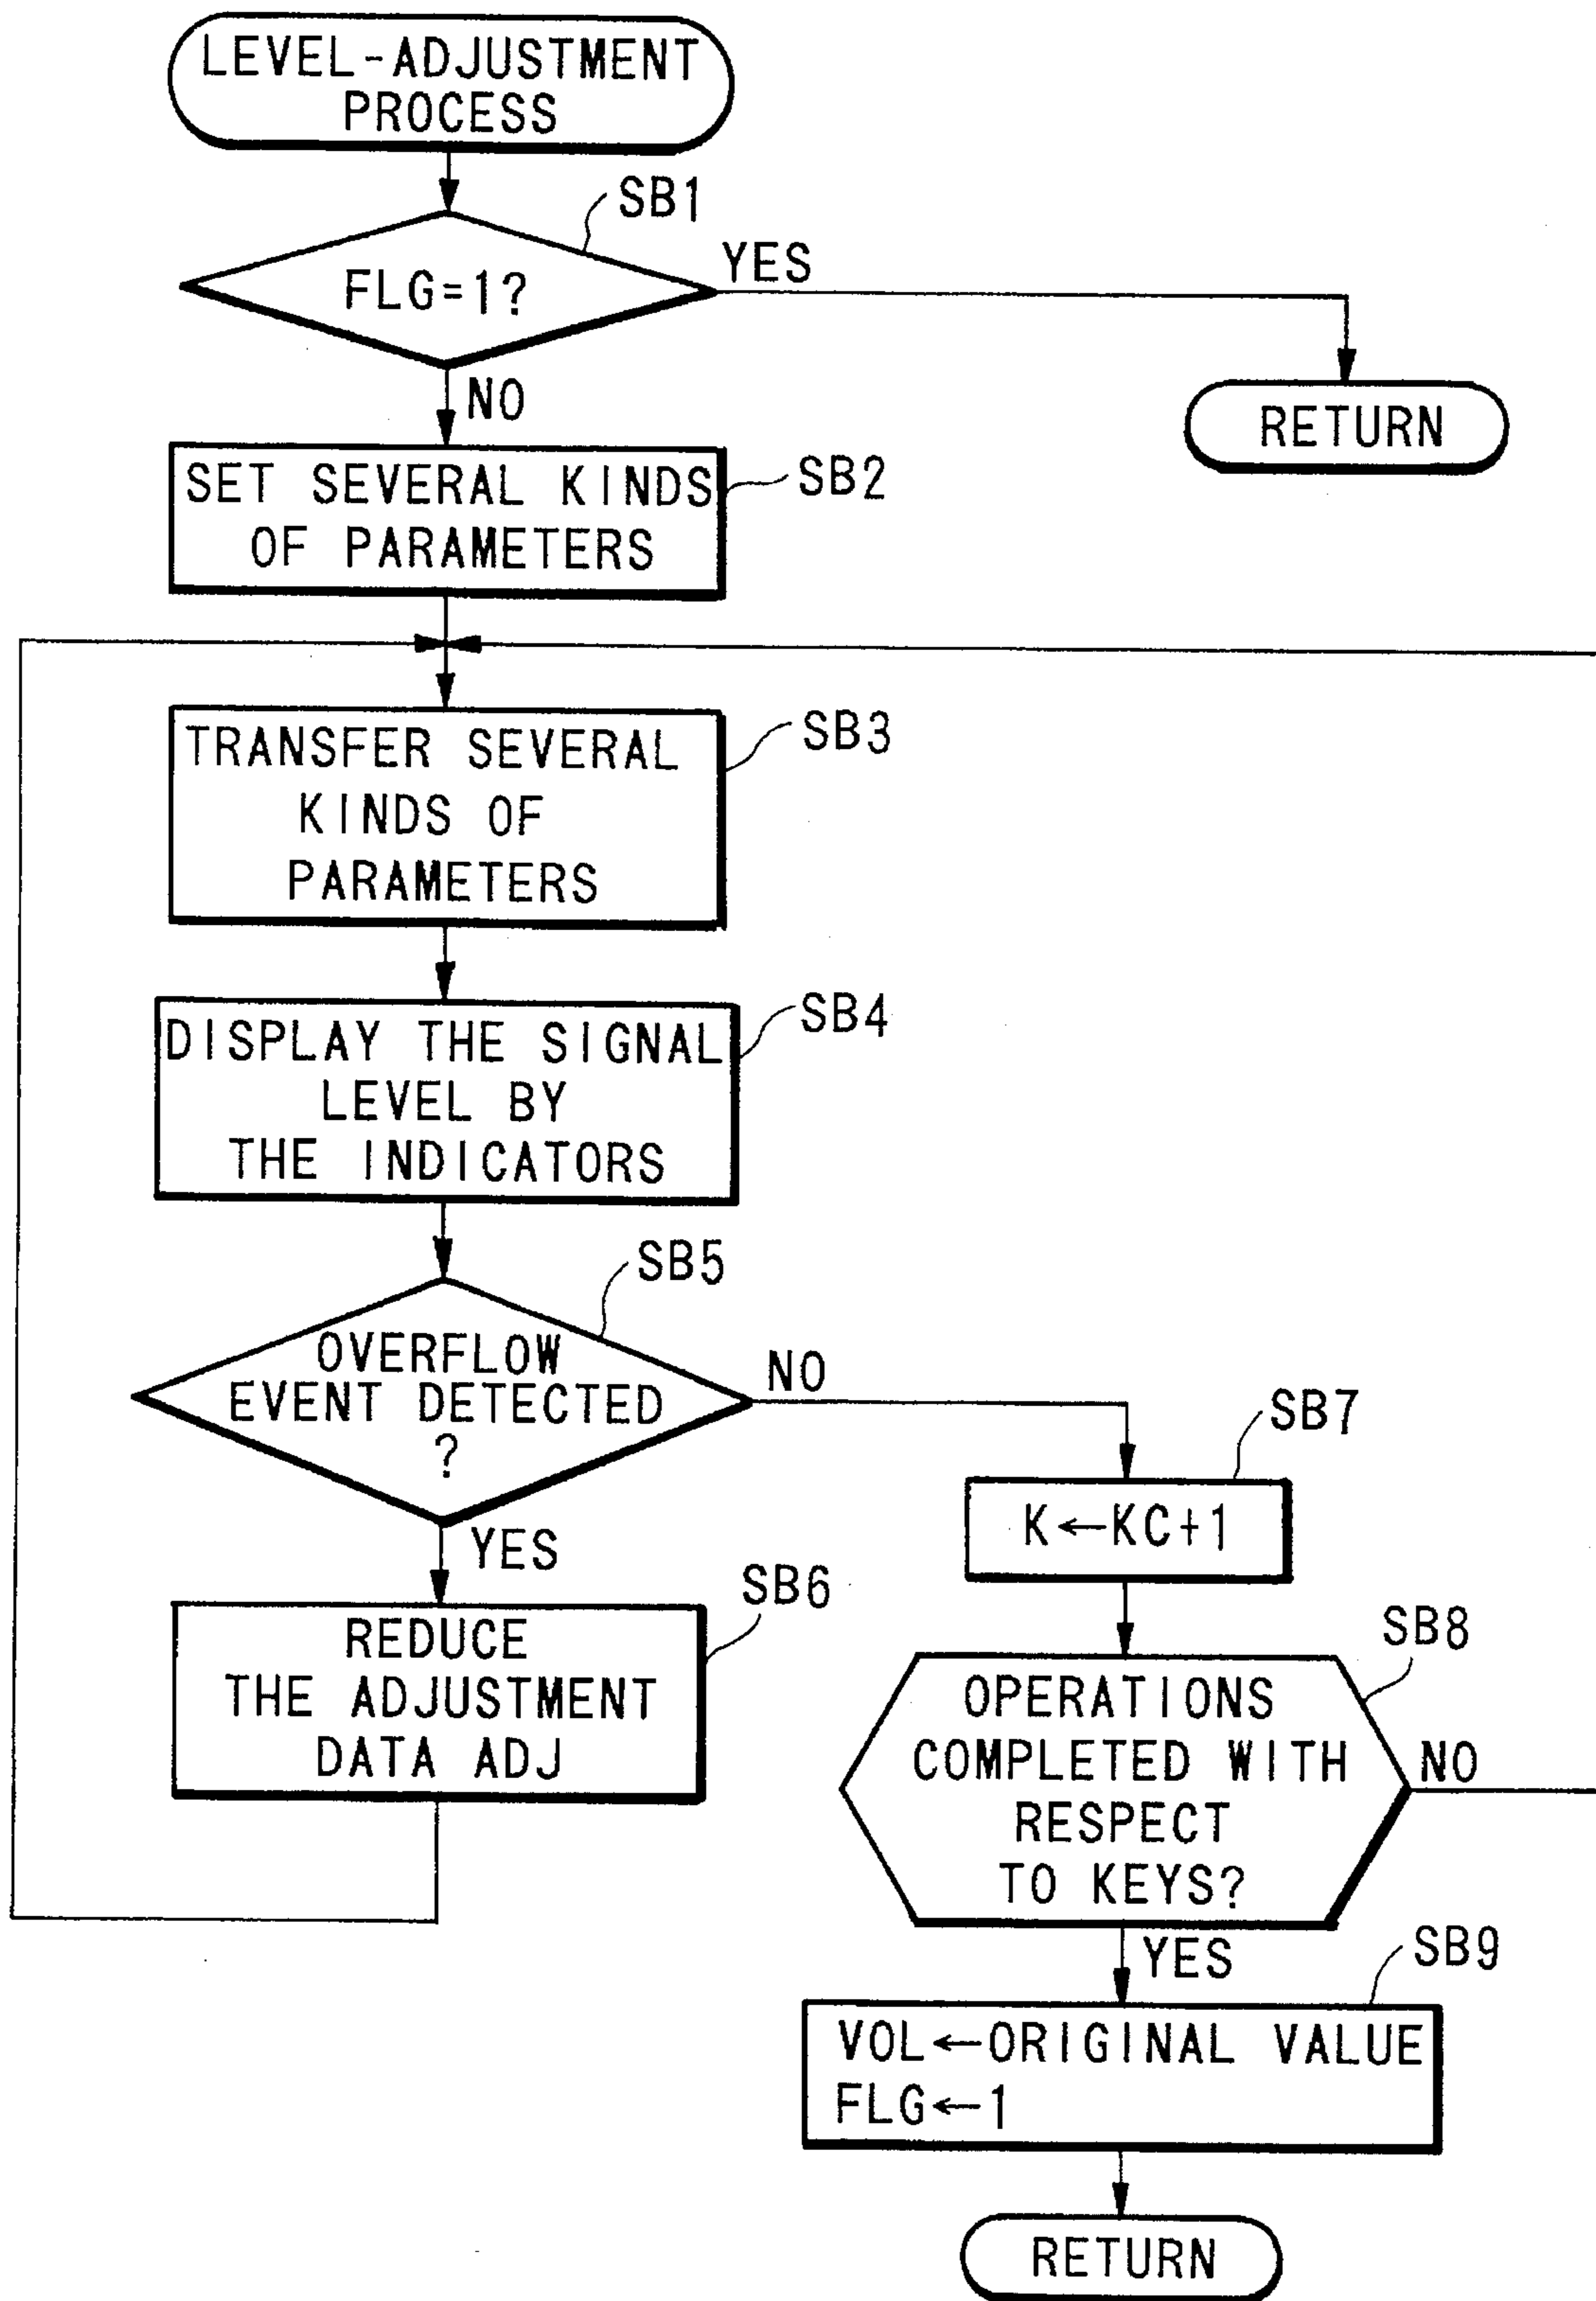 LEVEL-ADJUSTMENT
PROCESS
SB1
FLG=1?
YES
NO
RETURN
SET SEVERAL KINDS
OF PARAMETERS
SB2
TRANSFER SEVERAL
KINDS OF
PARAMETERS
SB3
DISPLAY THE SIGNAL
LEVEL BY
THE INDICATORS
SB4
SB5
OVERFLOW
EVENT DETECTED
?
NO
YES
SB7
K←KC+1
SB6
REDUCE
THE ADJUSTMENT
DATA ADJ
SB8
OPERATIONS
COMPLETED WITH
RESPECT
TO KEYS?
NO
YES
SB9
VOL←ORIGINAL VALUE
FLG←1
RETURN